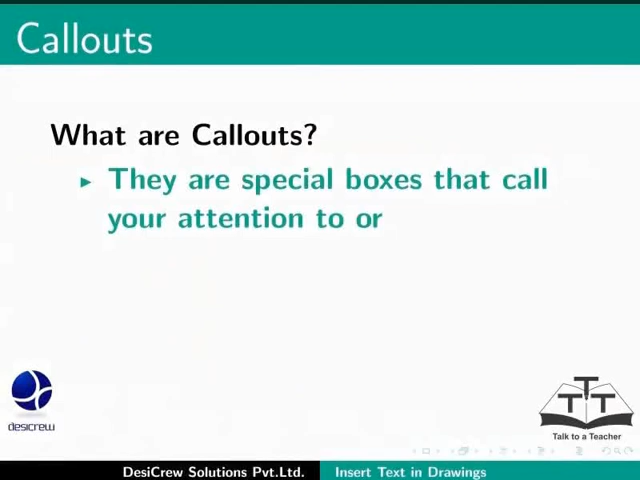 Callouts
What are Callouts?
They are special boxes that call
your attention to or
desicrew
TTT
Talk to a Teacher
DesiCrew Solutions Pvt.Ltd. Insert Text in Drawings